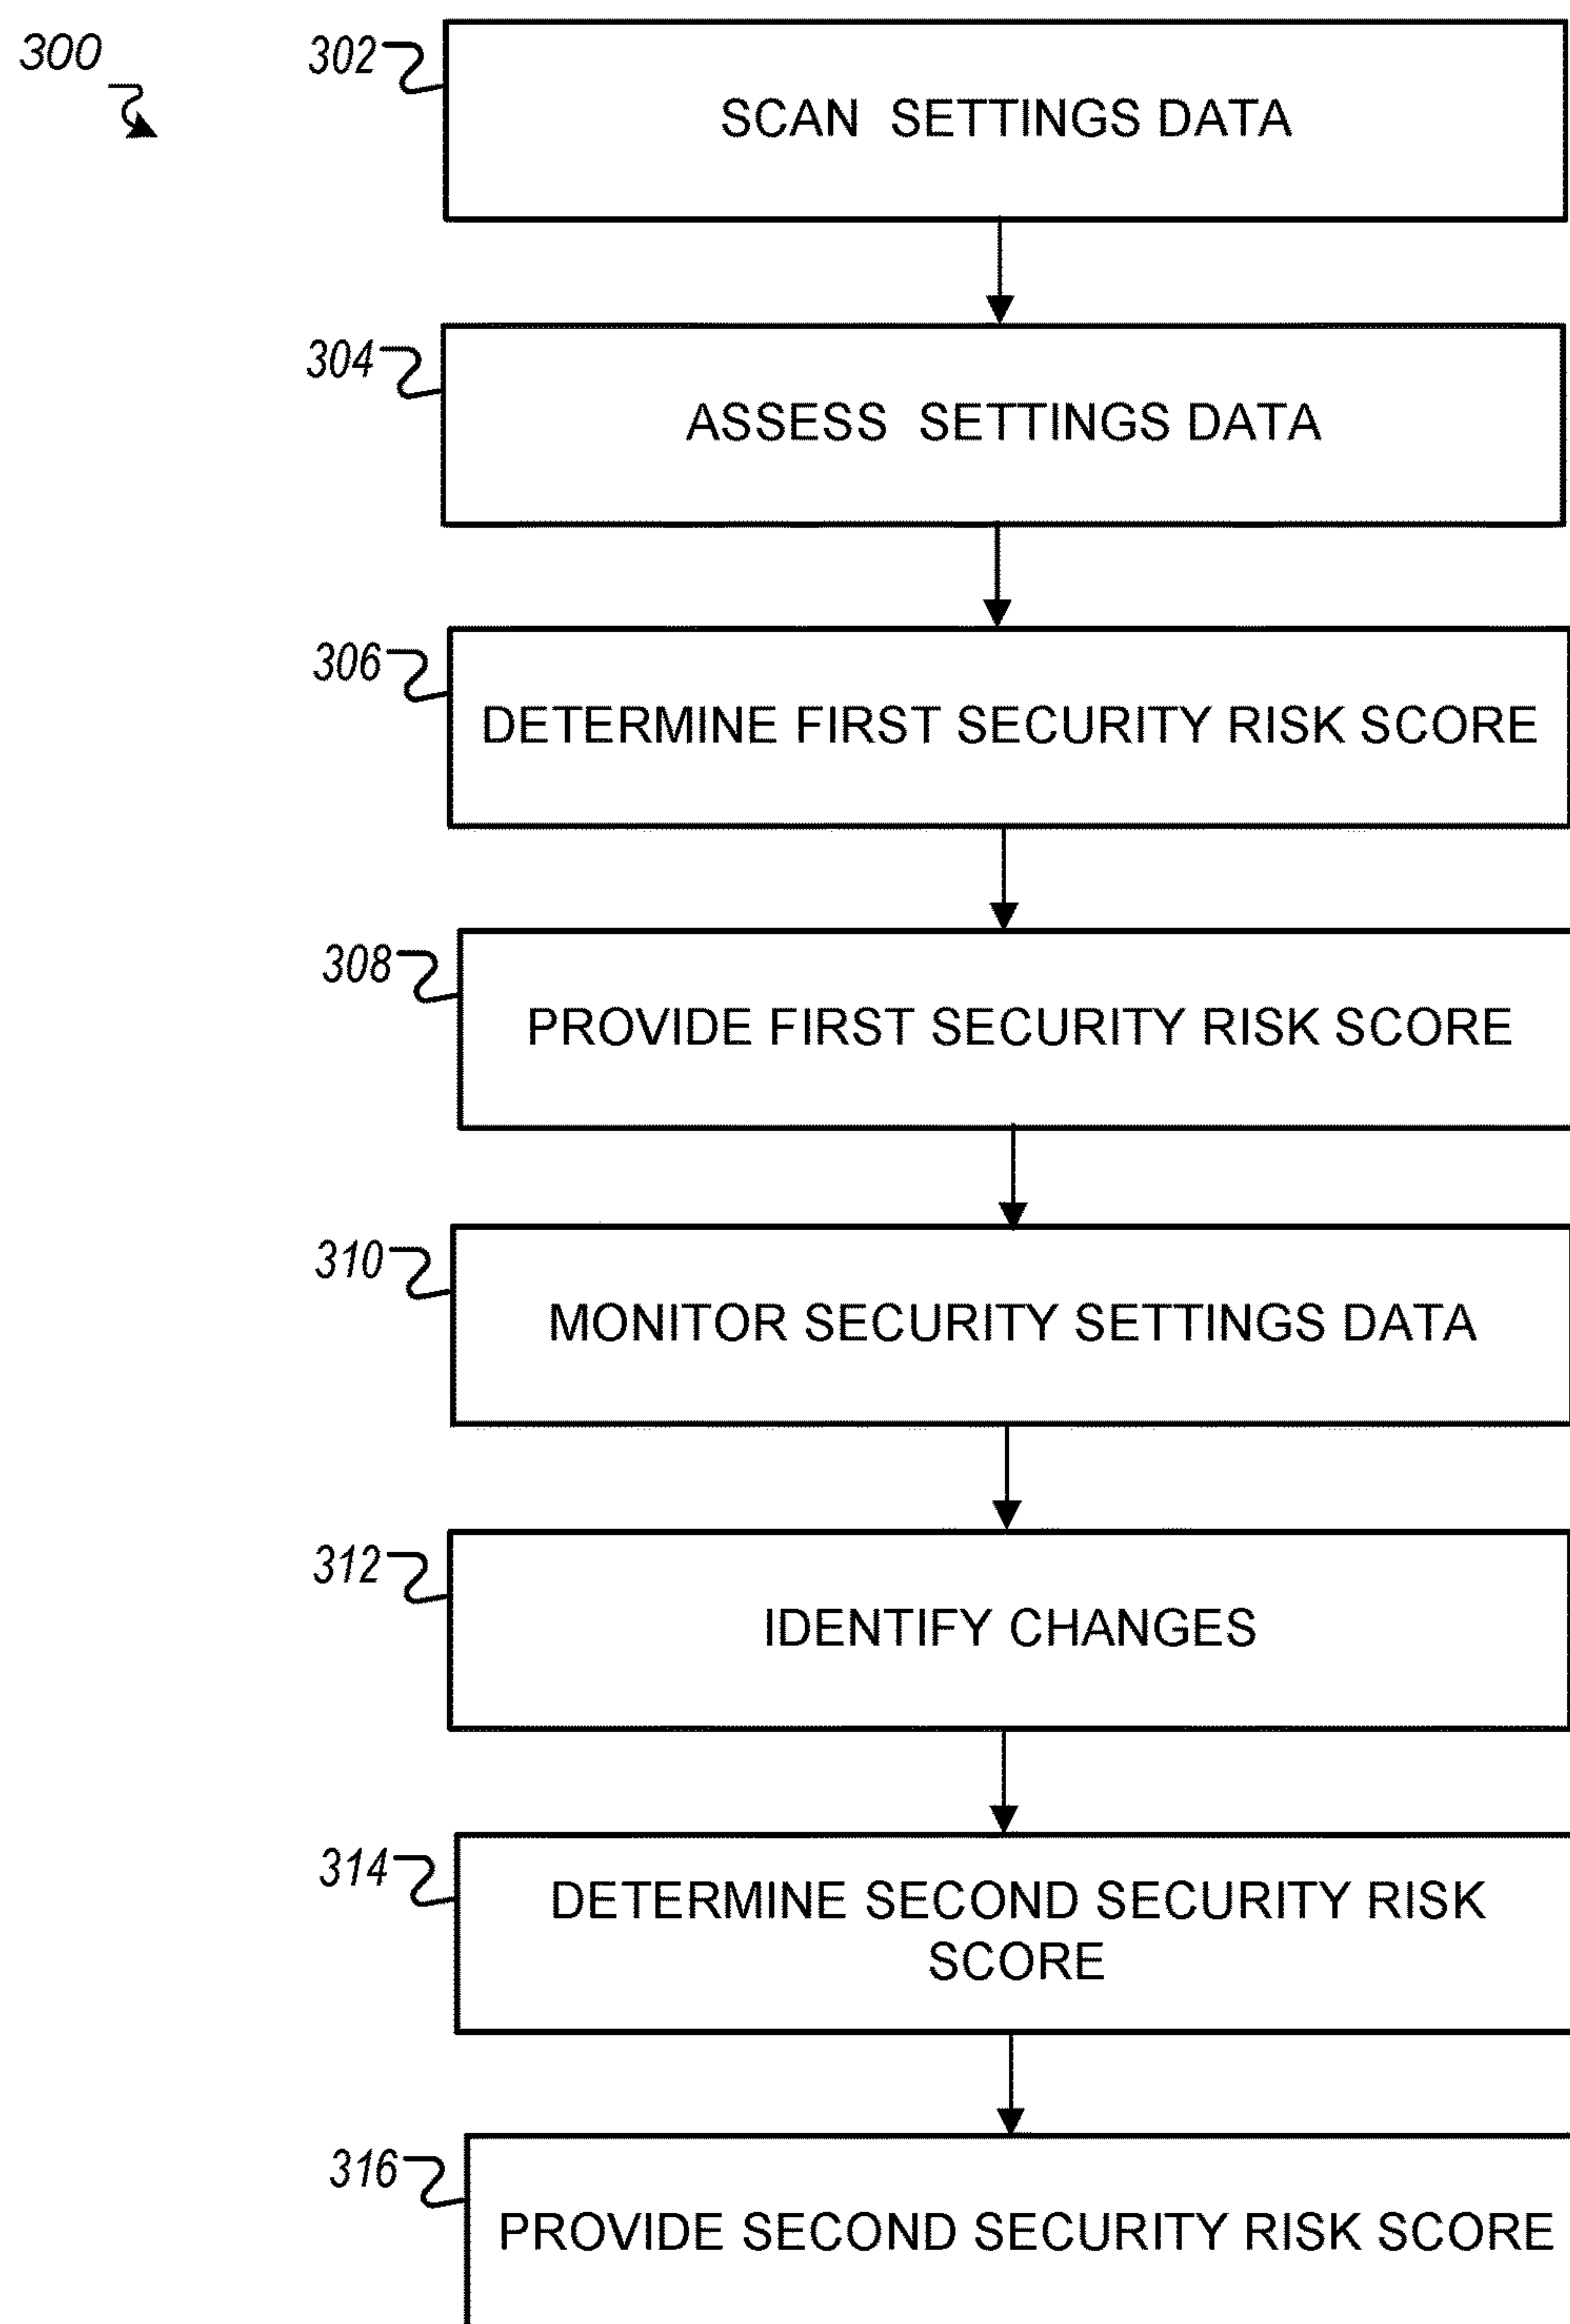 300
302
SCAN SETTINGS DATA
304
ASSESS SETTINGS DATA
306
DETERMINE FIRST SECURITY RISK SCORE
308
PROVIDE FIRST SECURITY RISK SCORE
310
MONITOR SECURITY SETTINGS DATA
312
IDENTIFY CHANGES
314
DETERMINE SECOND SECURITY RISK
SCORE
316
PROVIDE SECOND SECURITY RISK SCORE